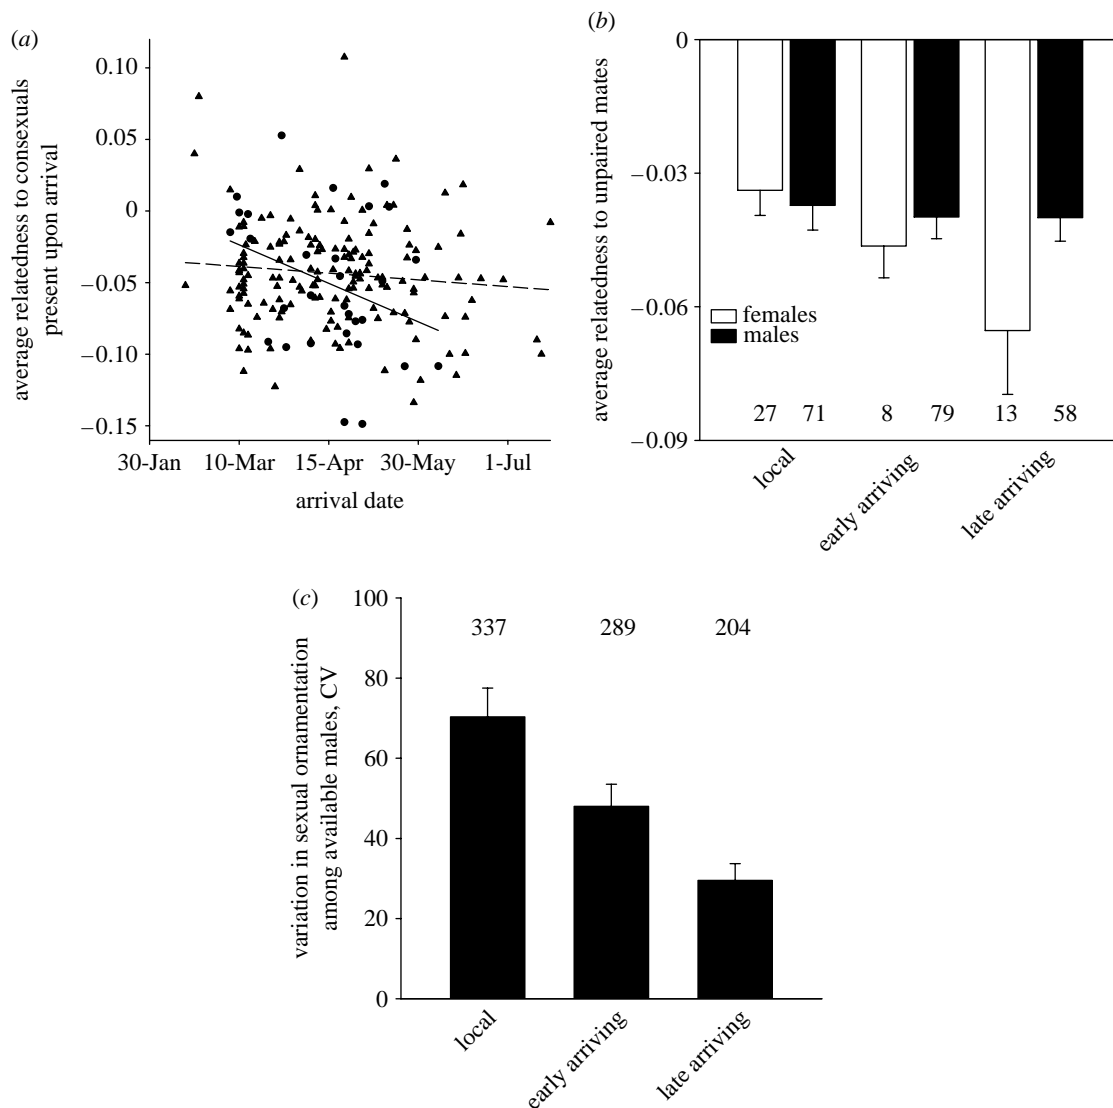 (a)
average relatedness to consexuals
present upon arrival
0.10
0.05
0
−0.05
−0.10
−0.15
30-Jan 10-Mar 15-Apr 30-May 1-Jul
arrival date
(b)
average relatedness to unpaired mates
0
−0.03
−0.06
−0.09
females
males
27 71 8 79 13 58
local
early arriving
late arriving
(c)
variation in sexual ornamentation
among available males, CV
100
80
60
40
20
0
337 289 204
local
early arriving
late arriving